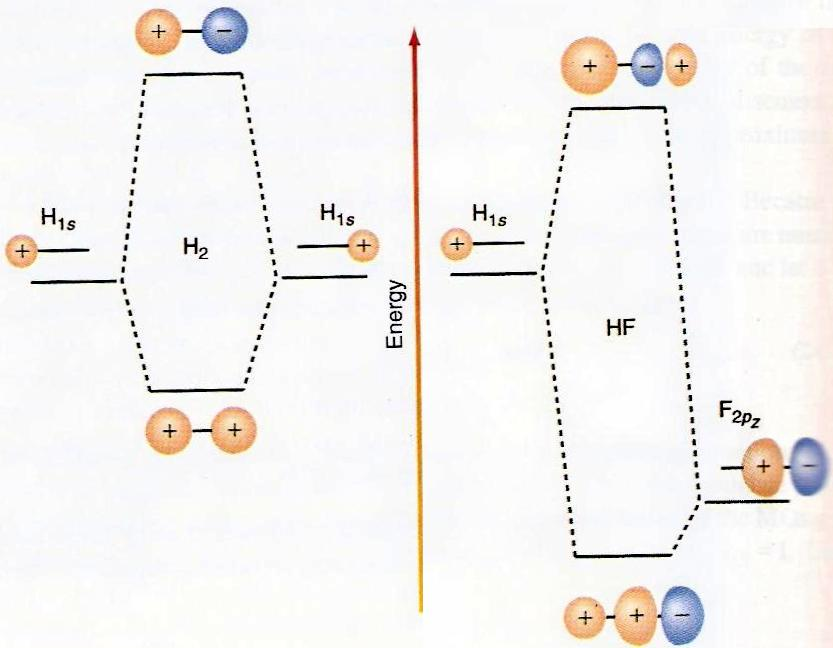 + −
+ − +
H1s
H1s
H1s
+
+
+
H2
Energy
HF
F2pz
+ −
+ +
+ + −